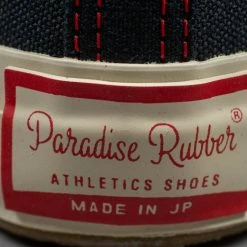 Paradise Rubber®
ATHLETICS SHOES
MADE IN JP